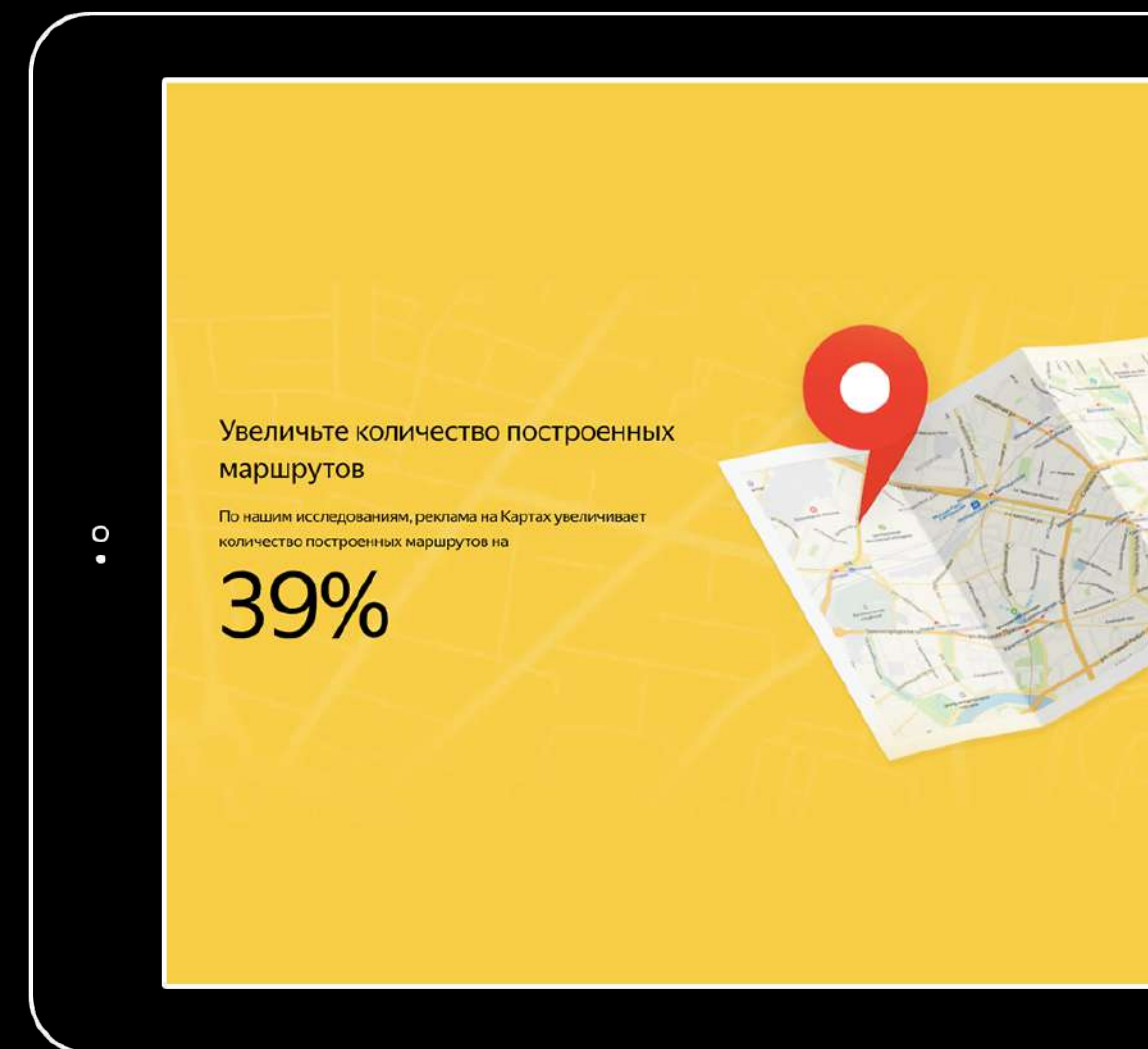 Увеличьте количество построенных
маршрутов
По нашим исследованиям, реклама на Картах увеличивает
количество построенных маршрутов на
39%